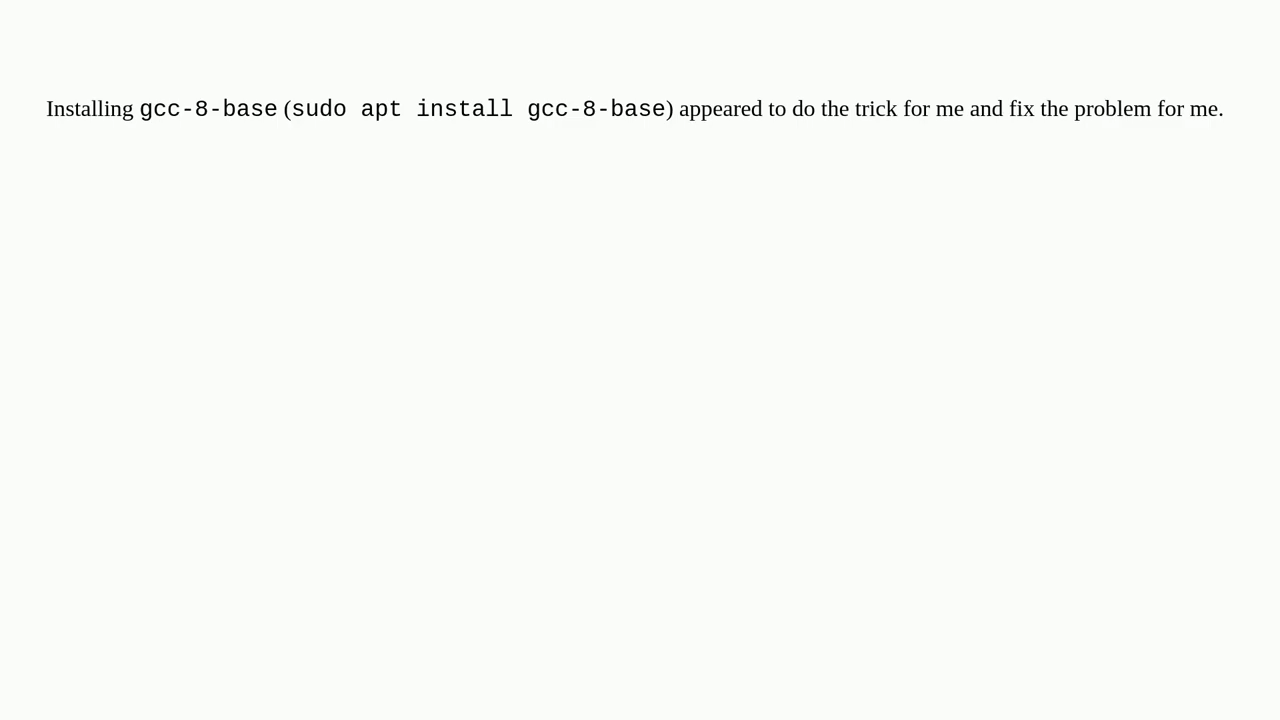 Installing gcc-8-base (sudo apt install gcc-8-base) appeared to do the trick for me and fix the problem for me.